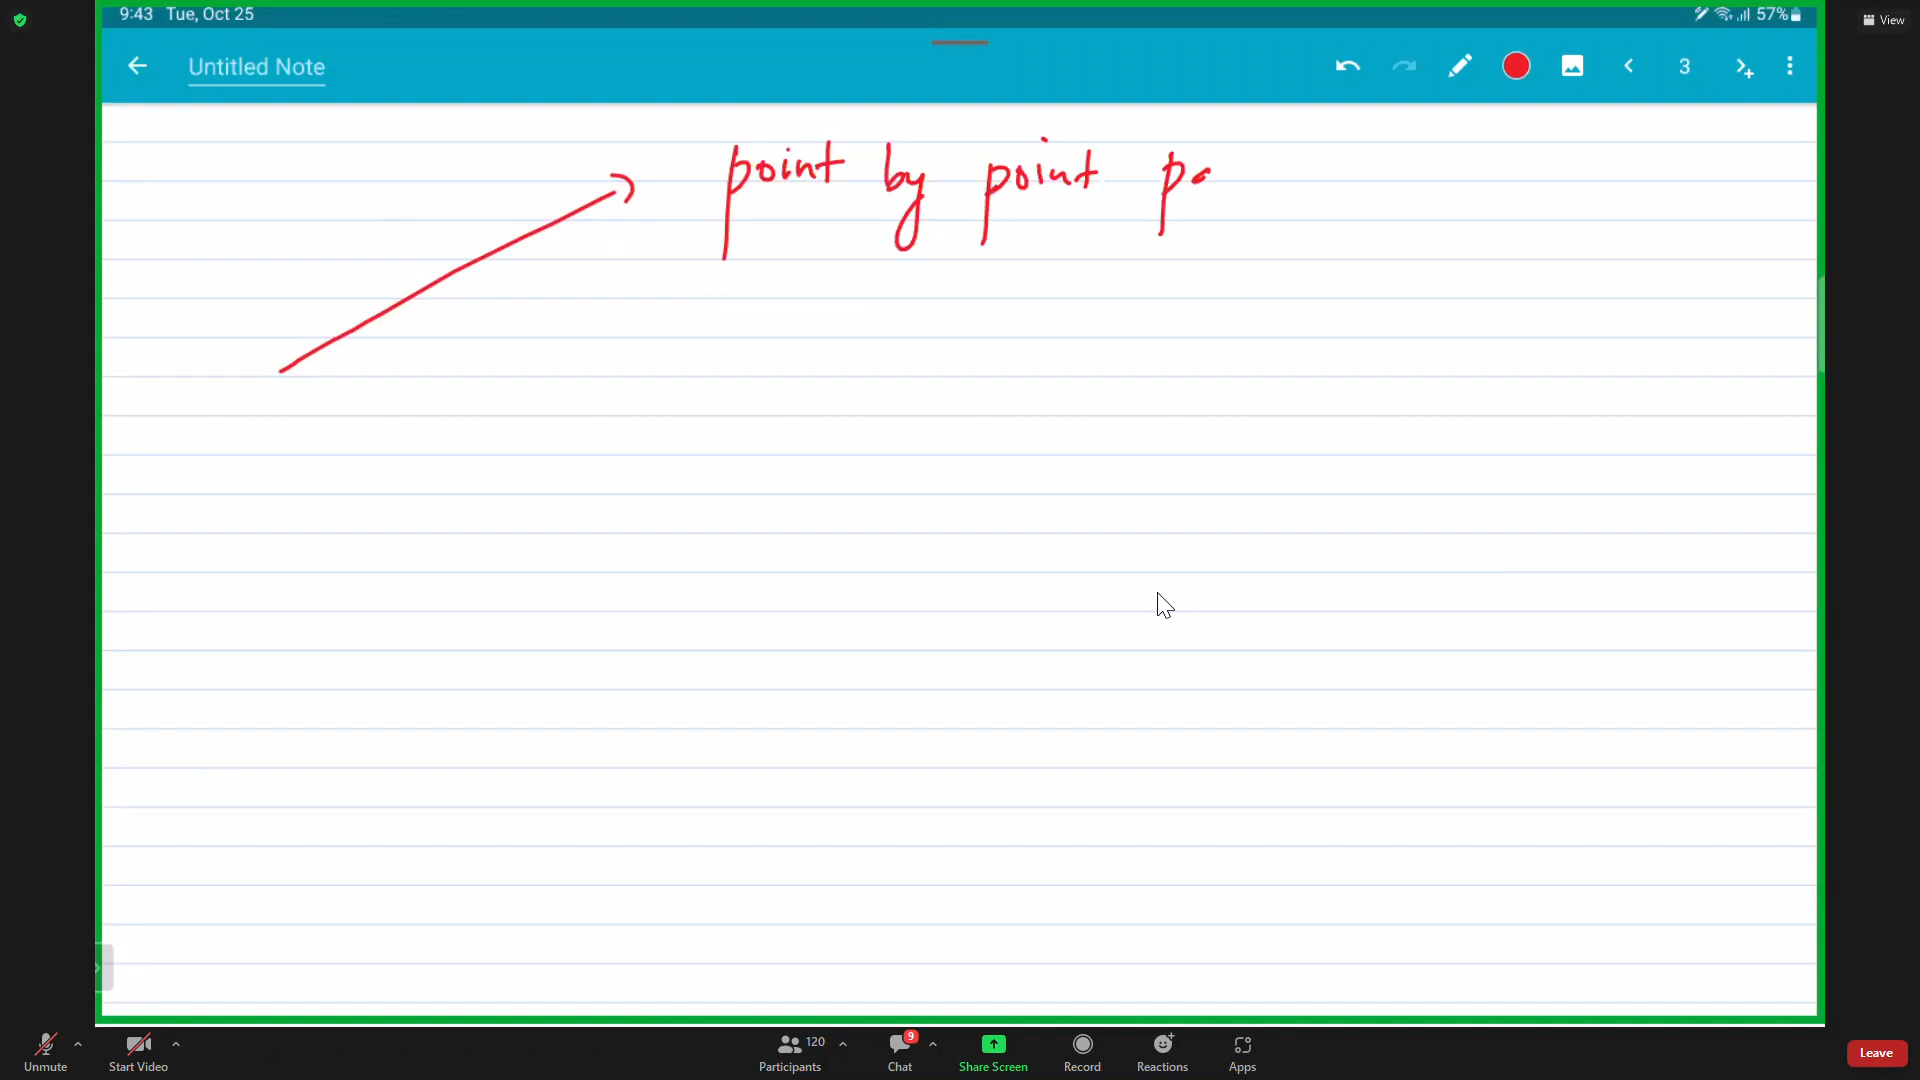 9:43 Tue, Oct 25
57%
View
Untitled Note
3
point by point
120
9
Unmute
Start Video
Participants
Chat
Share Screen
Record
Reactions
Apps
Leave